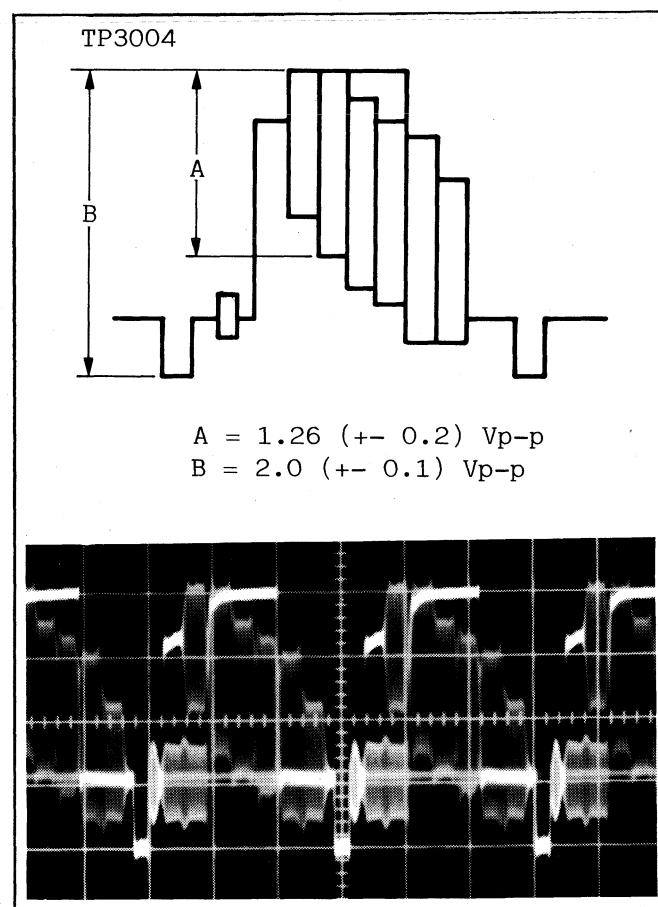 TP3004
A
B
A = 1.26 (+- 0.2) Vp-p
B = 2.0 (+- 0.1) Vp-p